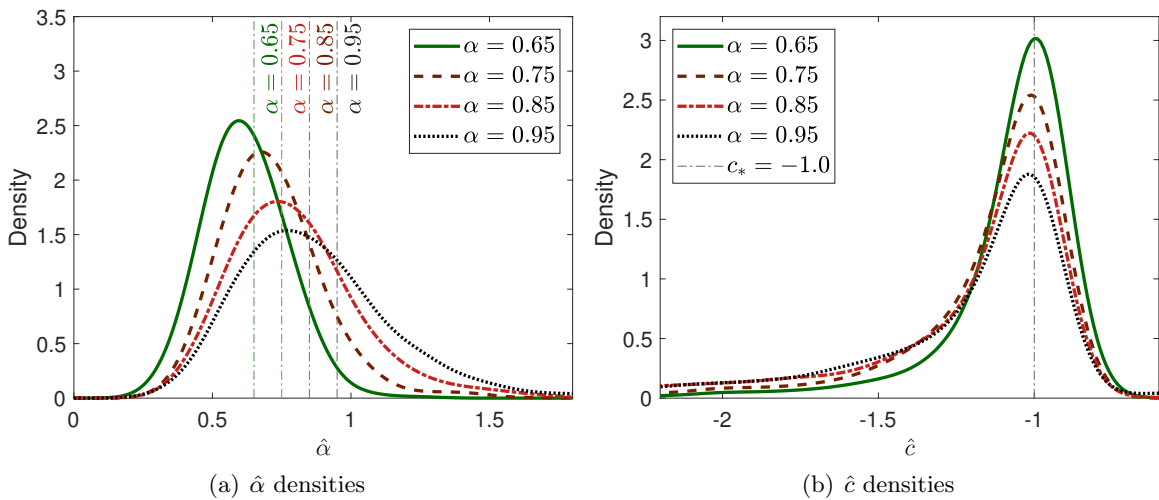 3.5
3
2.5
2
1.5
1
0.5
0
Density
0
0.5
1
1.5
α̂
α = 0.65
α = 0.75
α = 0.85
α = 0.95
α = 0.65
α = 0.75
α = 0.85
α = 0.95
(a) α̂ densities
3
2.5
2
1.5
1
0.5
0
Density
-2
-1.5
-1
ĉ
α = 0.65
α = 0.75
α = 0.85
α = 0.95
c* = −1.0
(b) ĉ densities